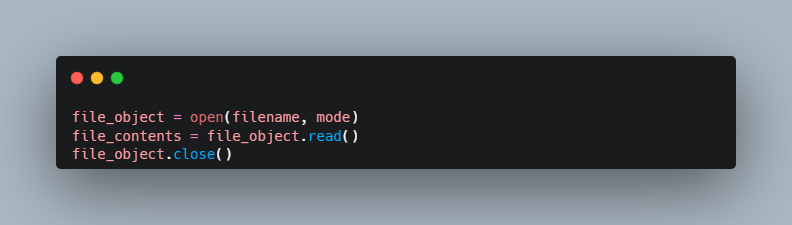 file_object = open(filename, mode)
file_contents = file_object.read()
file_object.close()